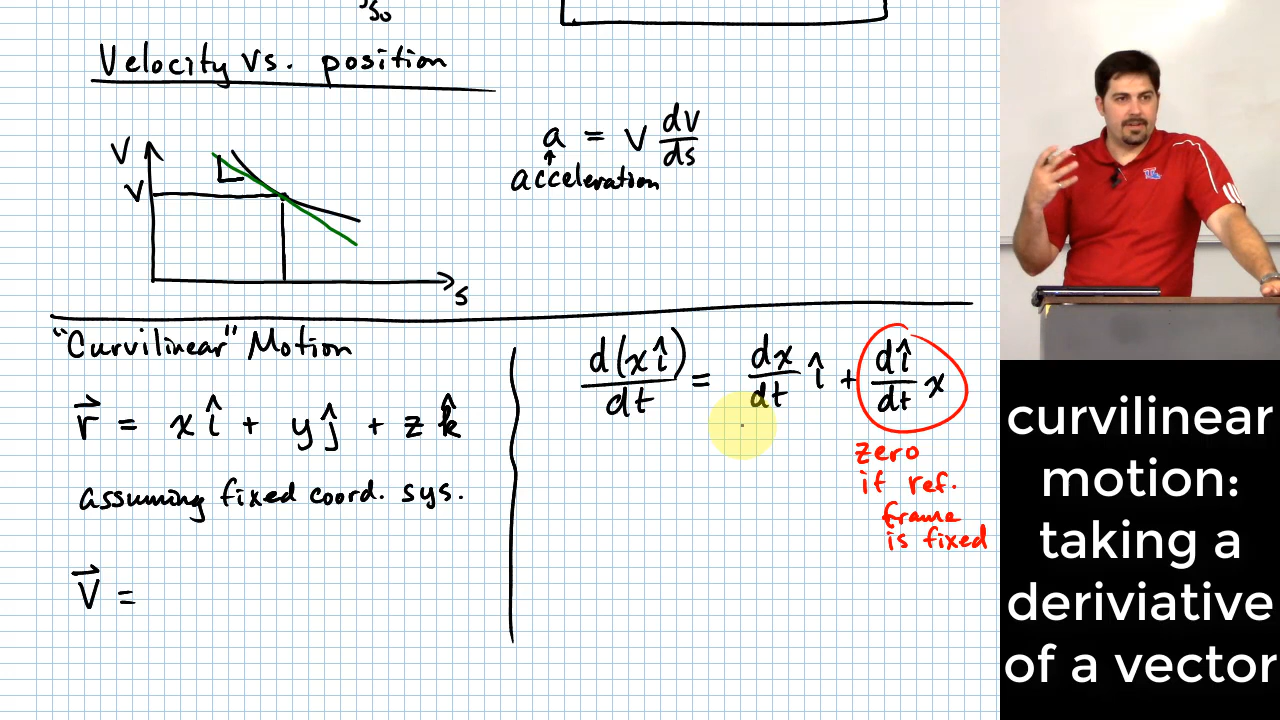 Velocity vs. position
V
V
s
a = v dv/ds
acceleration
"Curvilinear" Motion
r⃗ = x î + y ĵ + z k̂
assuming fixed coord. sys.
V⃗ =
d(x î)/dt = dx/dt î + dî/dt x
zero
if ref.
frame
is fixed
curvilinear
motion:
taking a
deriviative
of a vector